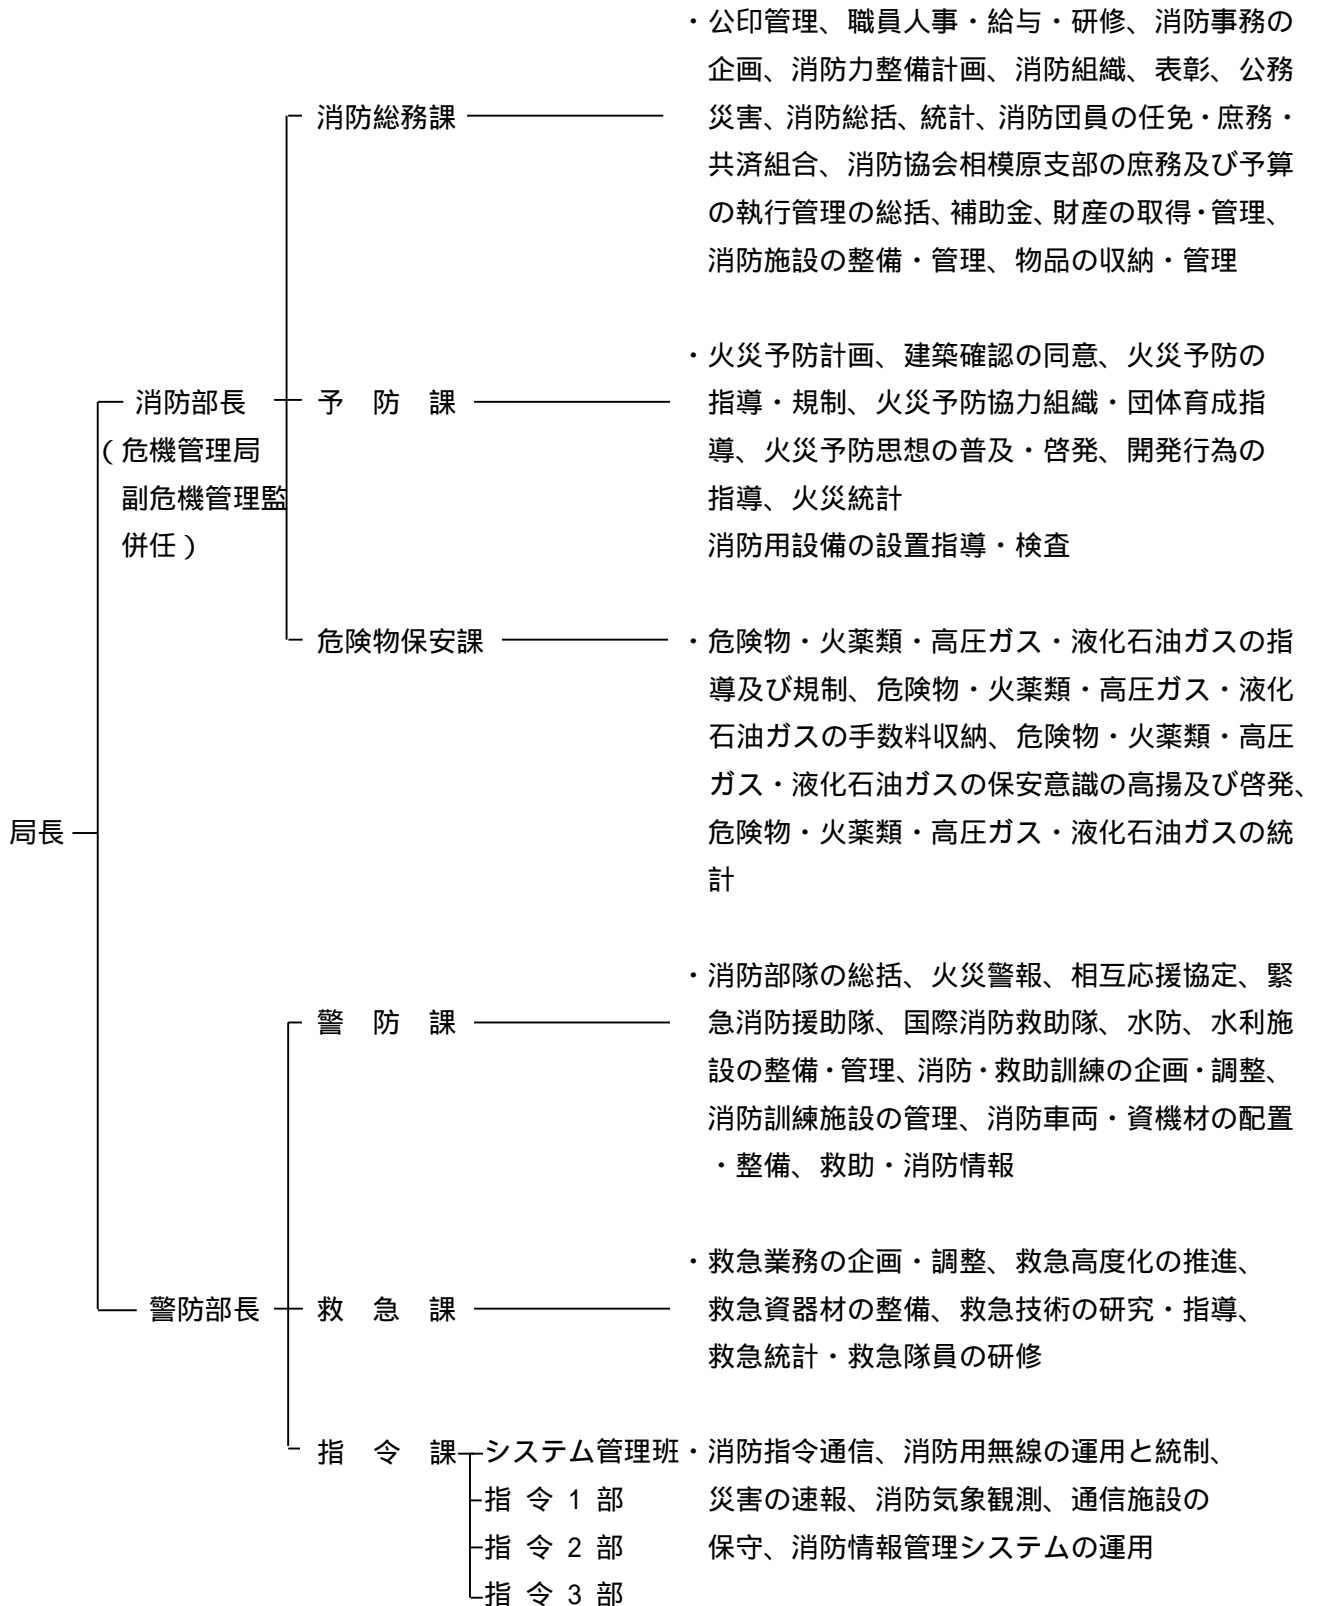 ・公印管理、職員人事・給与・研修、消防事務の
企画、消防力整備計画、消防組織、表彰、公務
消防総務課
災害、消防総括、統計、消防団員の任免・庶務・
共済組合、消防協会相模原支部の庶務及び予算
の執行管理の総括、補助金、財産の取得・管理、
消防施設の整備・管理、物品の収納・管理
・火災予防計画、建築確認の同意、火災予防の
消防部長
予 防 課
指導・規制、火災予防協力組織・団体育成指
(危機管理局
導、火災予防思想の普及・啓発、開発行為の
副危機管理監
指導、火災統計
併任)
消防用設備の設置指導・検査
危険物保安課
・危険物・火薬類・高圧ガス・液化石油ガスの指
導及び規制、危険物・火薬類・高圧ガス・液化
石油ガスの手数料収納、危険物・火薬類・高圧
ガス・液化石油ガスの保安意識の高揚及び啓発、
局長
危険物・火薬類・高圧ガス・液化石油ガスの統
計
・消防部隊の総括、火災警報、相互応援協定、緊
警 防 課
急消防援助隊、国際消防救助隊、水防、水利施
設の整備・管理、消防・救助訓練の企画・調整、
消防訓練施設の管理、消防車両・資機材の配置
・整備、救助・消防情報
・救急業務の企画・調整、救急高度化の推進、
警防部長
救 急 課
救急資器材の整備、救急技術の研究・指導、
救急統計・救急隊員の研修
指 令 課
システム管理班
・消防指令通信、消防用無線の運用と統制、
指 令 1 部
災害の速報、消防気象観測、通信施設の
指 令 2 部
保守、消防情報管理システムの運用
指 令 3 部